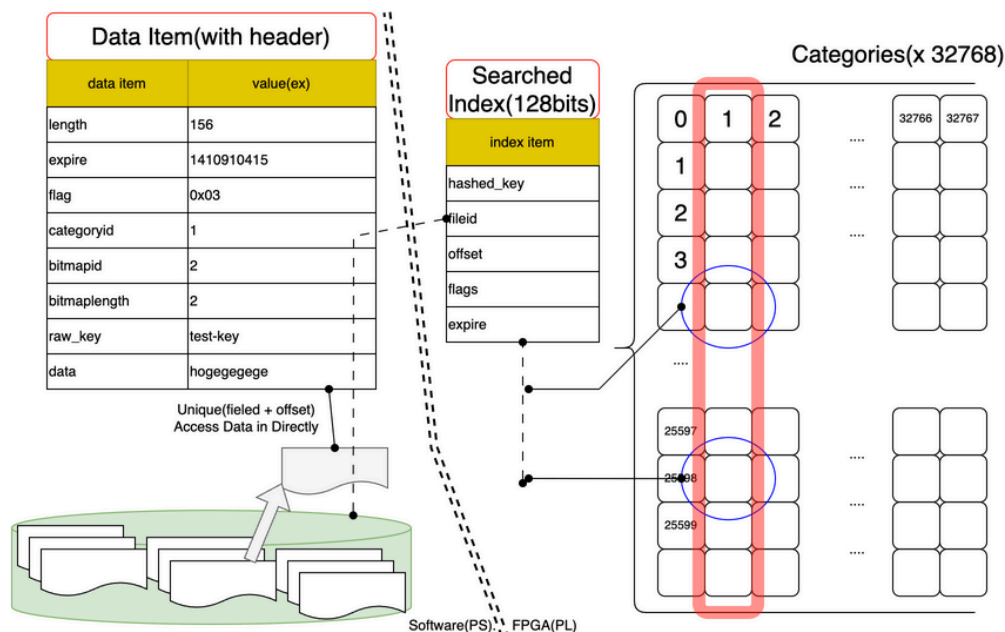 Data Item(with header)
data item value(ex)
length 156
expire 1410910415
flag 0x03
categoryid 1
bitmapid 2
bitmaplength 2
raw_key test-key
data hogegegege
Unique(fieled + offset)
Access Data in Directly
Software(PS)
FPGA(PL)
Searched
Index(128bits)
index item
hashed_key
fileid
offset
flags
expire
Categories(x 32768)
0 1 2 .... 32766 32767
1 ....
2 ....
3
....
25597 ....
25598 ....
25599
....